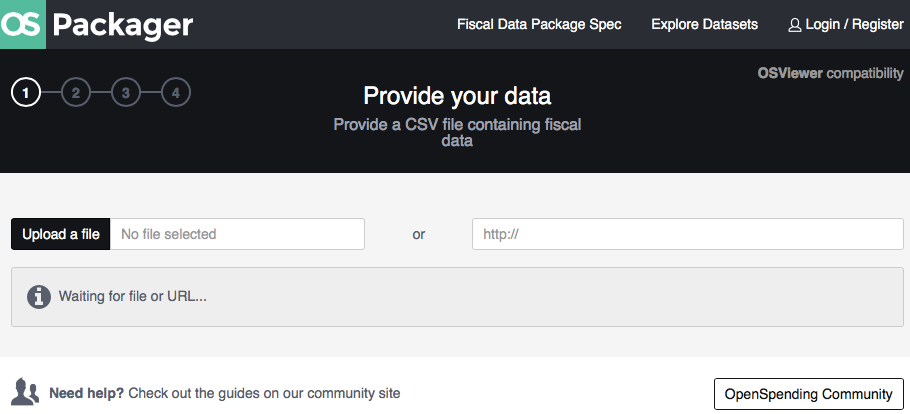 OS Packager
Fiscal Data Package Spec
Explore Datasets
Login / Register
OSViewer compatibility
1 2 3 4
Provide your data
Provide a CSV file containing fiscal
data
Upload a file
No file selected
or
http://
Waiting for file or URL...
Need help? Check out the guides on our community site
OpenSpending Community